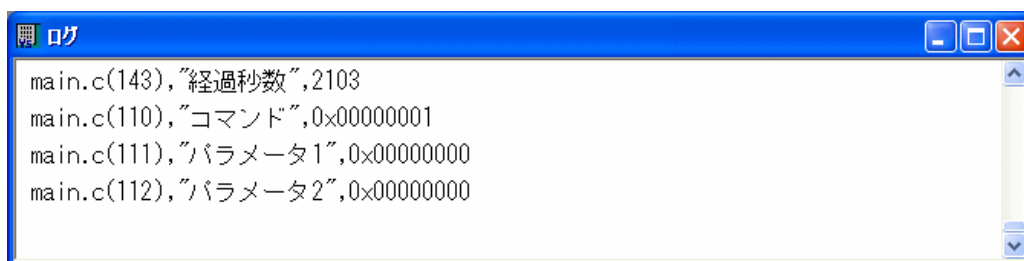 ログ
main.c(143),"経過秒数",2103
main.c(110),"コマンド",0x00000001
main.c(111),"パラメータ1",0x00000000
main.c(112),"パラメータ2",0x00000000